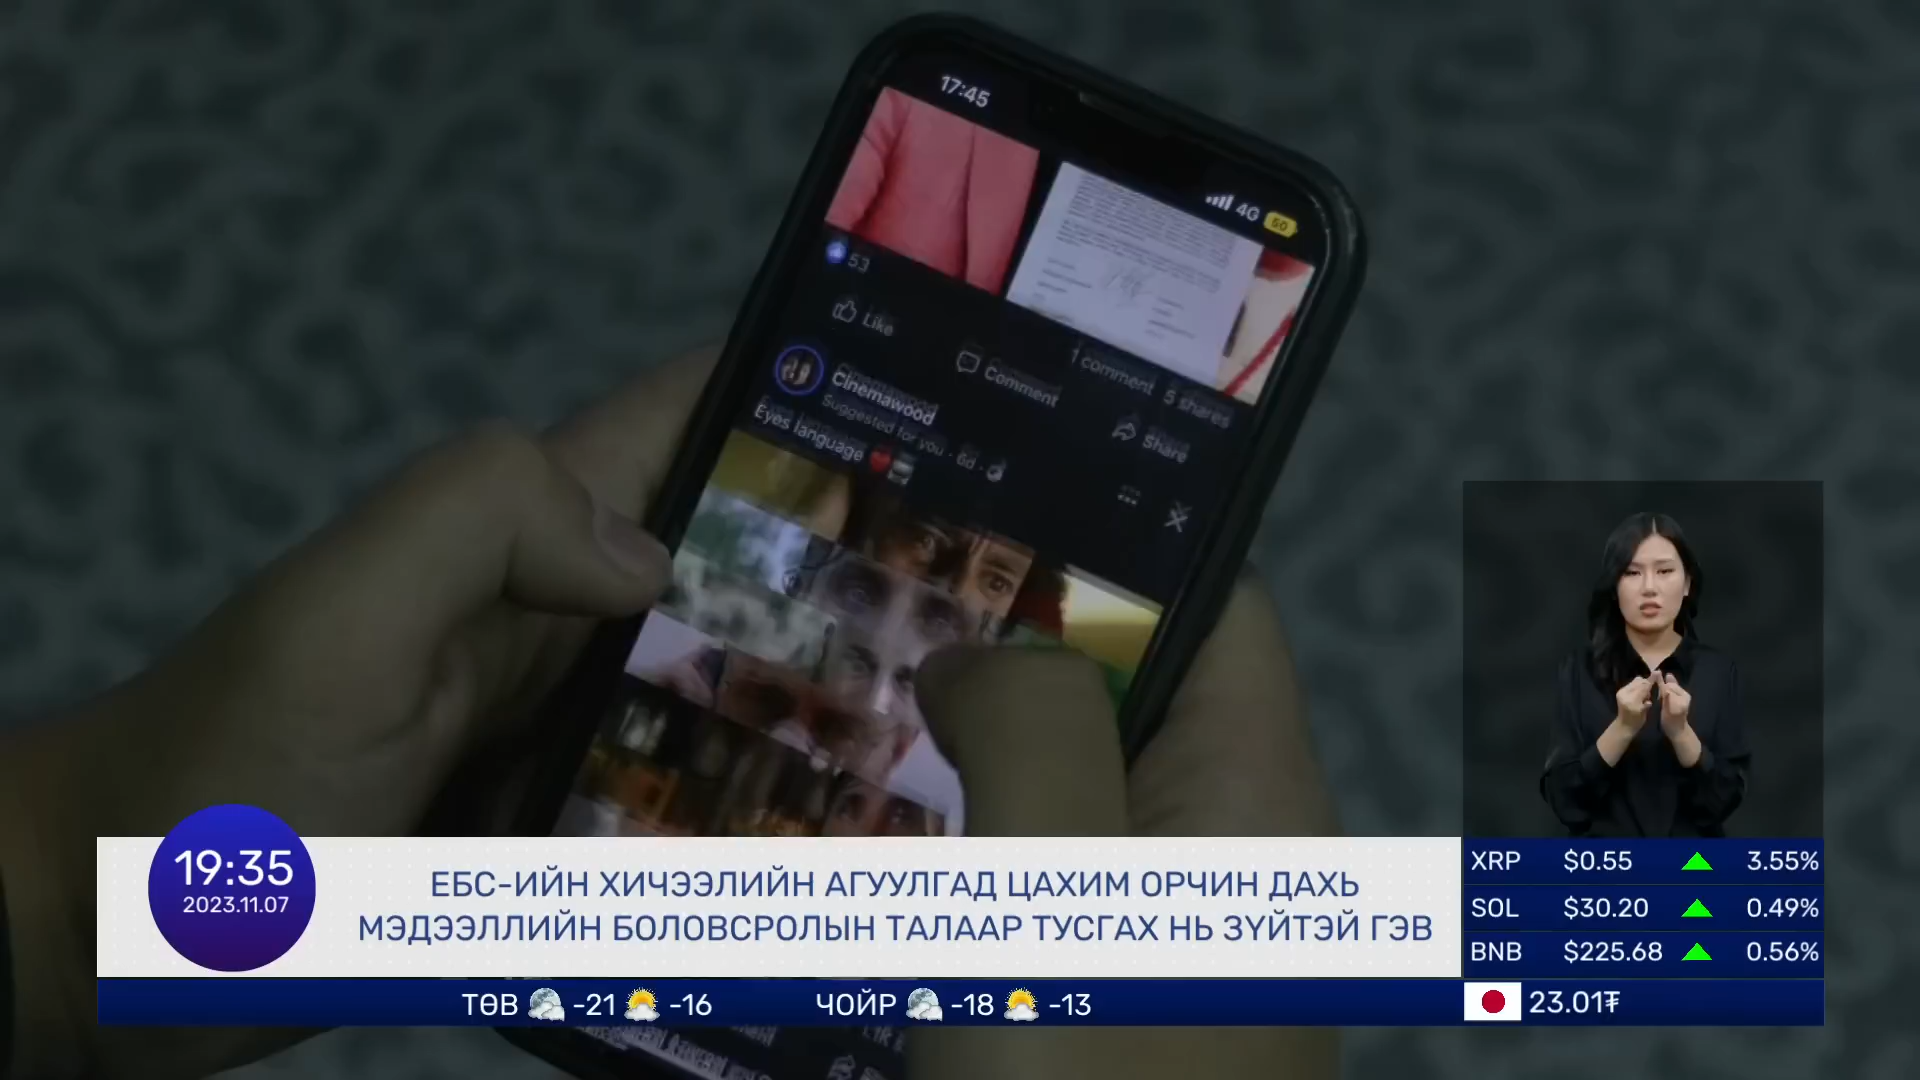 17:45
4G
50
53
Like
Comment
1 comment 5 shares
Share
Cinemawood
Suggested for you · 6d ·
Eyes language
19:35
2023.11.07
ЕБС-ИЙН ХИЧЭЭЛИЙН АГУУЛГАД ЦАХИМ ОРЧИН ДАХЬ
МЭДЭЭЛЛИЙН БОЛОВСРОЛЫН ТАЛААР ТУСГАХ НЬ ЗҮЙТЭЙ ГЭВ
XRP $0.55 3.55%
SOL $30.20 0.49%
BNB $225.68 0.56%
ТӨВ -21 -16 ЧОЙР -18 -13
23.01₮